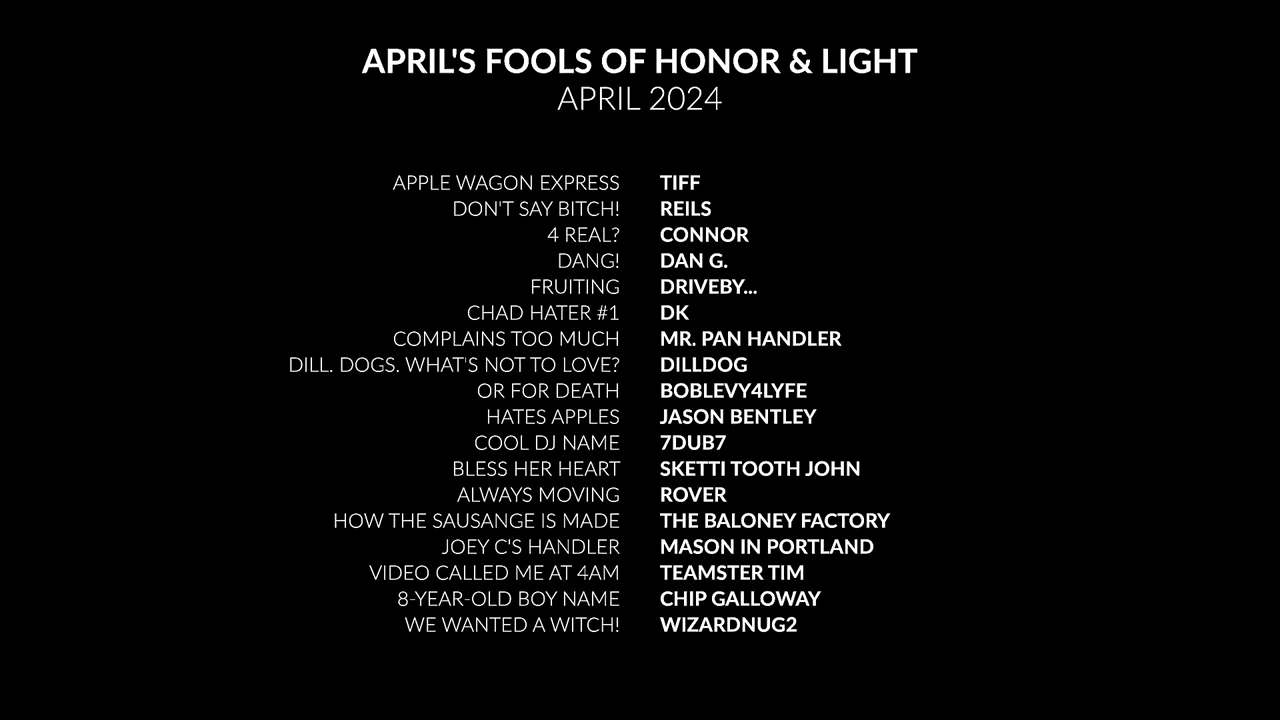 APRIL'S FOOLS OF HONOR & LIGHT
APRIL 2024
APPLE WAGON EXPRESS TIFF
DON'T SAY BITCH! REILS
4 REAL? CONNOR
DANG! DAN G.
FRUITING DRIVEBY...
CHAD HATER #1 DK
COMPLAINS TOO MUCH MR. PAN HANDLER
DILL. DOGS. WHAT'S NOT TO LOVE? DILLDOG
OR FOR DEATH BOBLEVY4LYFE
HATES APPLES JASON BENTLEY
COOL DJ NAME 7DUB7
BLESS HER HEART SKETTI TOOTH JOHN
ALWAYS MOVING ROVER
HOW THE SAUSANGE IS MADE THE BALONEY FACTORY
JOEY C'S HANDLER MASON IN PORTLAND
VIDEO CALLED ME AT 4AM TEAMSTER TIM
8-YEAR-OLD BOY NAME CHIP GALLOWAY
WE WANTED A WITCH! WIZARDNUG2